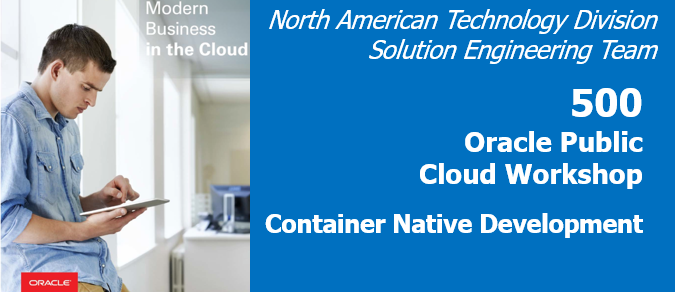 Modern
Business
in the Cloud
ORACLE
North American Technology Division
Solution Engineering Team
500
Oracle Public
Cloud Workshop
Container Native Development